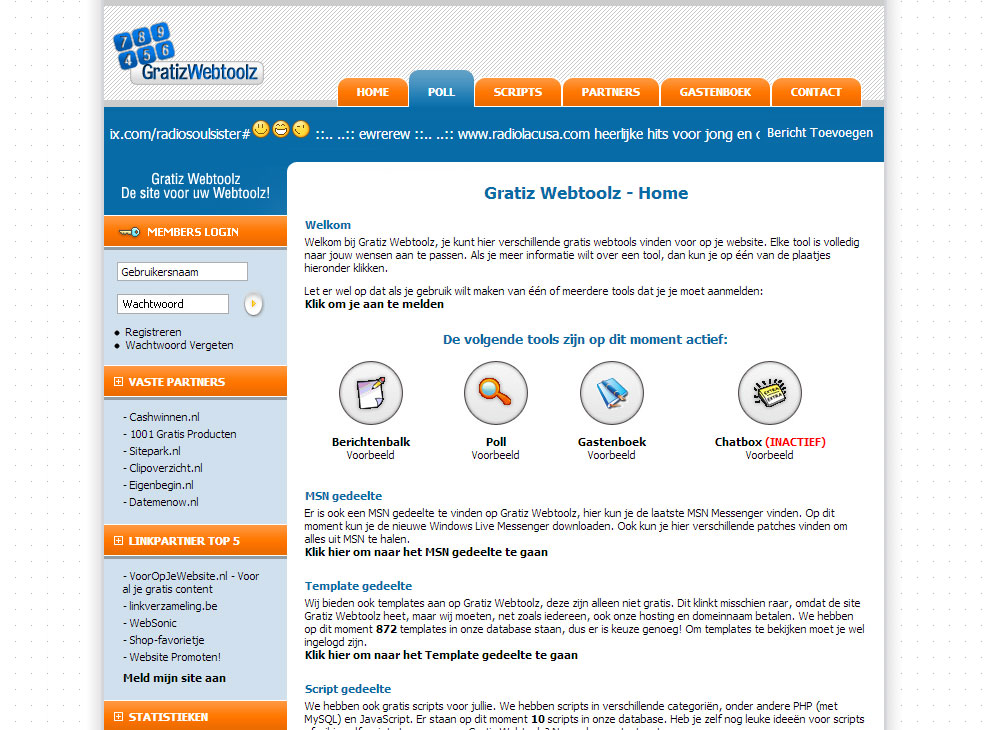 7 8 9
4 5 6
GratizWebtoolz
HOME
POLL
SCRIPTS
PARTNERS
GASTENBOEK
CONTACT
ix.com/radiosoulsister# ::.. ..:: ewrerew ::.. ..:: www.radiolacusa.com heerlijke hits voor jong en
Bericht Toevoegen
Gratiz Webtoolz
De site voor uw Webtoolz!
MEMBERS LOGIN
Gebruikersnaam
Wachtwoord
Registreren
Wachtwoord Vergeten
VASTE PARTNERS
- Cashwinnen.nl
- 1001 Gratis Producten
- Sitepark.nl
- Clipoverzicht.nl
- Eigenbegin.nl
- Datemenow.nl
LINKPARTNER TOP 5
- VoorOpJeWebsite.nl - Voor
al je gratis content
- linkverzameling.be
- WebSonic
- Shop-favorietje
- Website Promoten!
Meld mijn site aan
STATISTIEKEN
Gratiz Webtoolz - Home
Welkom
Welkom bij Gratiz Webtoolz, je kunt hier verschillende gratis webtools vinden voor op je website. Elke tool is volledig
naar jouw wensen aan te passen. Als je meer informatie wilt over een tool, dan kun je op één van de plaatjes
hieronder klikken.
Let er wel op dat als je gebruik wilt maken van één of meerdere tools dat je je moet aanmelden:
Klik om je aan te melden
De volgende tools zijn op dit moment actief:
EXTRA
EXTRA
Berichtenbalk
Voorbeeld
Poll
Voorbeeld
Gastenboek
Voorbeeld
Chatbox (INACTIEF)
Voorbeeld
MSN gedeelte
Er is ook een MSN gedeelte te vinden op Gratiz Webtoolz, hier kun je de laatste MSN Messenger vinden. Op dit
moment kun je de nieuwe Windows Live Messenger downloaden. Ook kun je hier verschillende patches vinden om
alles uit MSN te halen.
Klik hier om naar het MSN gedeelte te gaan
Template gedeelte
Wij bieden ook templates aan op Gratiz Webtoolz, deze zijn alleen niet gratis. Dit klinkt misschien raar, omdat de site
Gratiz Webtoolz heet, maar wij moeten, net zoals iedereen, ook onze hosting en domeinnaam betalen. We hebben
op dit moment 872 templates in onze database staan, dus er is keuze genoeg! Om templates te bekijken moet je wel
ingelogd zijn.
Klik hier om naar het Template gedeelte te gaan
Script gedeelte
We hebben ook gratis scripts voor jullie. We hebben scripts in verschillende categoriën, onder andere PHP (met
MySQL) en JavaScript. Er staan op dit moment 10 scripts in onze database. Heb je zelf nog leuke ideeën voor scripts